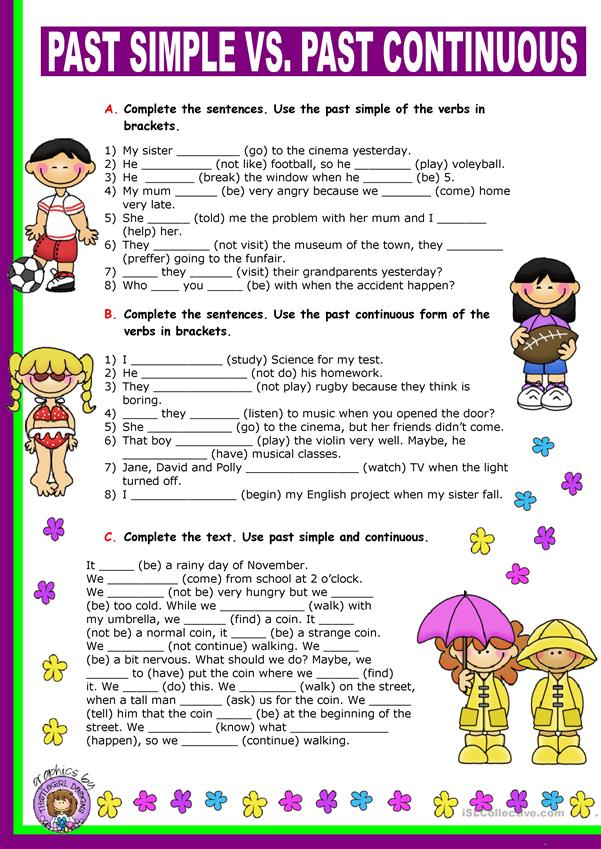 PAST SIMPLE VS. PAST CONTINUOUS
A. Complete the sentences. Use the past simple of the verbs in
brackets.
1) My sister _________ (go) to the cinema yesterday.
2) He __________ (not like) football, so he ________ (play) voleyball.
3) He _______ (break) the window when he ________ (be) 5.
4) My mum ______ (be) very angry because we _______ (come) home
very late.
5) She ______ (told) me the problem with her mum and I _______
(help) her.
6) They ________ (not visit) the museum of the town, they ________
(preffer) going to the funfair.
7) _____ they ______ (visit) their grandparents yesterday?
8) Who ____ you _____ (be) with when the accident happen?
B. Complete the sentences. Use the past continuous form of the
verbs in brackets.
1) I _____________ (study) Science for my test.
2) He _______________ (not do) his homework.
3) They ______________ (not play) rugby because they think is
boring.
4) _____ they _______ (listen) to music when you opened the door?
5) She ___________ (go) to the cinema, but her friends didn't come.
6) That boy ___________ (play) the violin very well. Maybe, he
____________ (have) musical classes.
7) Jane, David and Polly ________________ (watch) TV when the light
turned off.
8) I _______________ (begin) my English project when my sister fall.
C. Complete the text. Use past simple and continuous.
It _____ (be) a rainy day of November.
We __________ (come) from school at 2 o'clock.
We ________ (not be) very hungry but we ______
(be) too cold. While we ____________ (walk) with
my umbrella, we ______ (find) a coin. It _____
(not be) a normal coin, it _____ (be) a strange coin.
We ________ (not continue) walking. We _____
(be) a bit nervous. What should we do? Maybe, we
______ to (have) put the coin where we ______ (find)
it. We _____ (do) this. We _______ (walk) on the street,
when a tall man ______ (ask) us for the coin. We ______
(tell) him that the coin _____ (be) at the beginning of the
street. We _______ (know) what ______________
(happen), so we ________ (continue) walking.
graphics by
THISTLEGIRL DESIGNS
iSLCollective.com